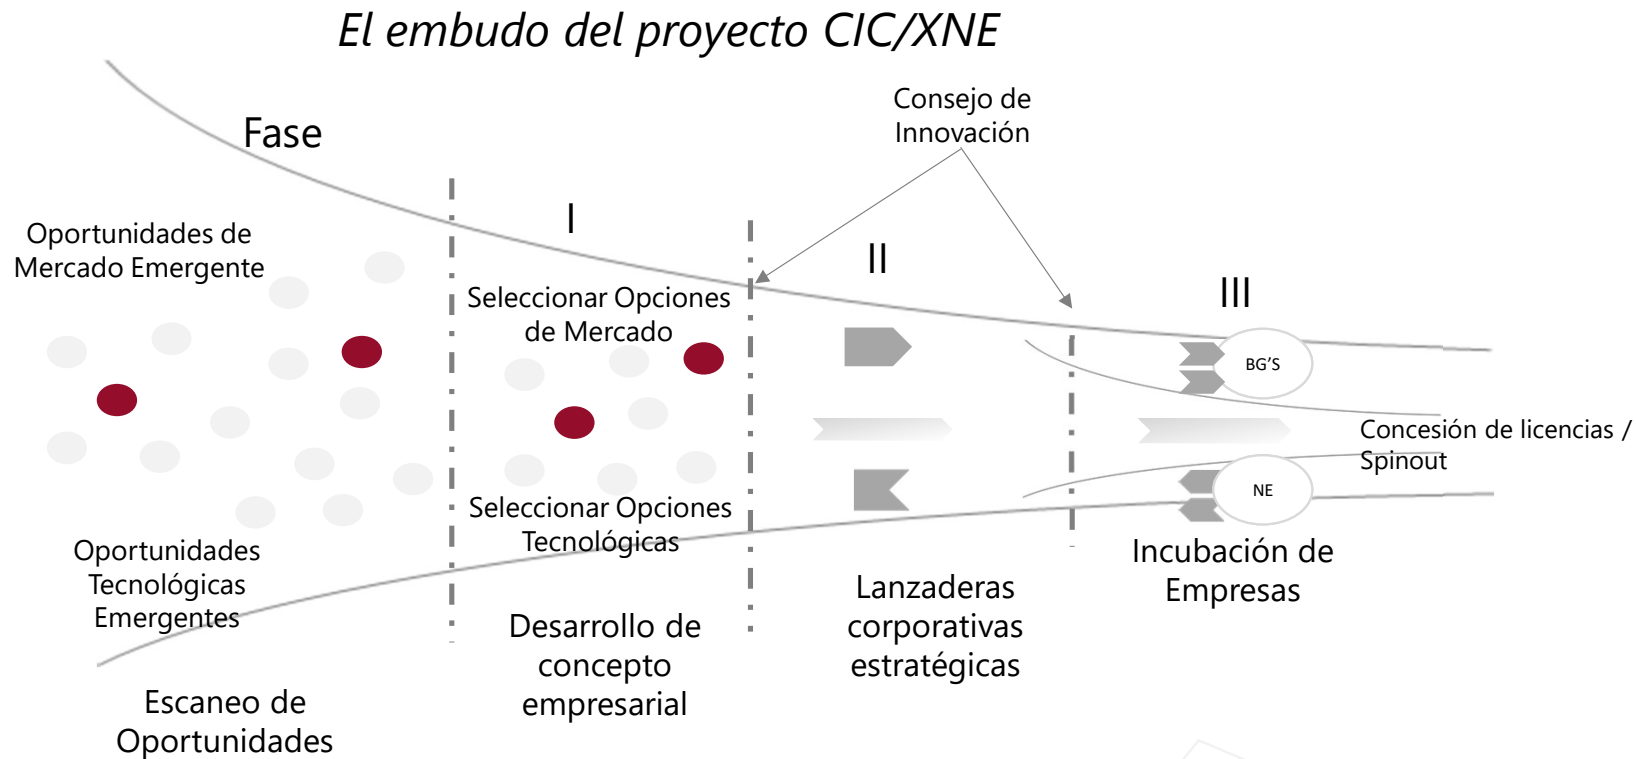 El embudo del proyecto CIC/XNE
Consejo de
Innovación
Fase
I
II
III
Oportunidades de
Mercado Emergente
Seleccionar Opciones
de Mercado
BG'S
Concesión de licencias /
Spinout
NE
Seleccionar Opciones
Tecnológicas
Oportunidades
Tecnológicas
Emergentes
Incubación de
Empresas
Lanzaderas
corporativas
estratégicas
Desarrollo de
concepto
empresarial
Escaneo de
Oportunidades